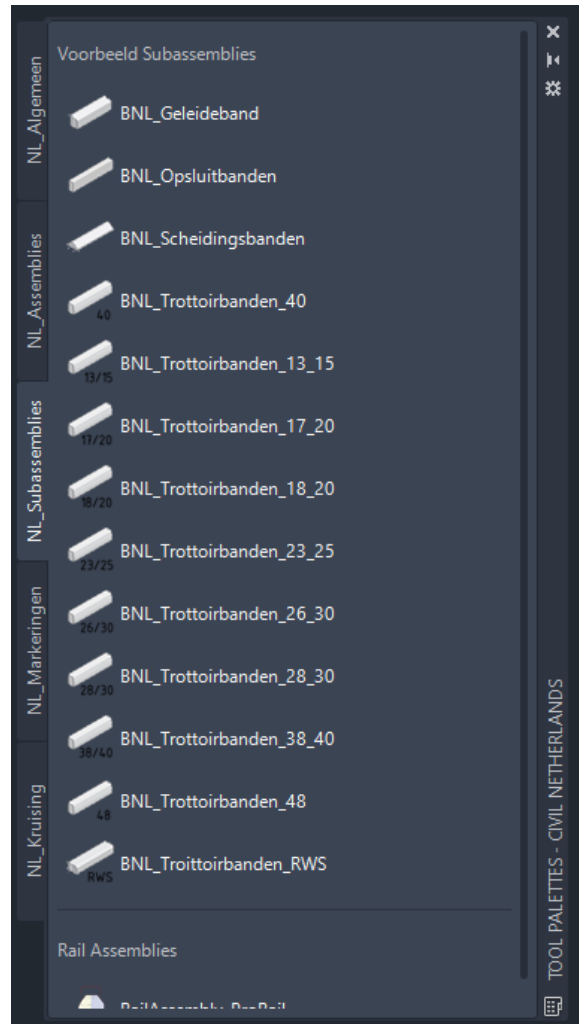 NL_Algemeen
NL_Assemblies
NL_Subassemblies
NL_Markeringen
NL_Kruising
Voorbeeld Subassemblies
BNL_Geleideband
BNL_Opsluitbanden
BNL_Scheidingsbanden
BNL_Trottoirbanden_40
40
BNL_Trottoirbanden_13_15
13/15
BNL_Trottoirbanden_17_20
17/20
BNL_Trottoirbanden_18_20
18/20
BNL_Trottoirbanden_23_25
23/25
BNL_Trottoirbanden_26_30
26/30
BNL_Trottoirbanden_28_30
28/30
BNL_Trottoirbanden_38_40
38/40
BNL_Trottoirbanden_48
48
BNL_Troittoirbanden_RWS
RWS
Rail Assemblies
RailAssembly_ProRail
TOOL PALETTES - CIVIL NETHERLANDS